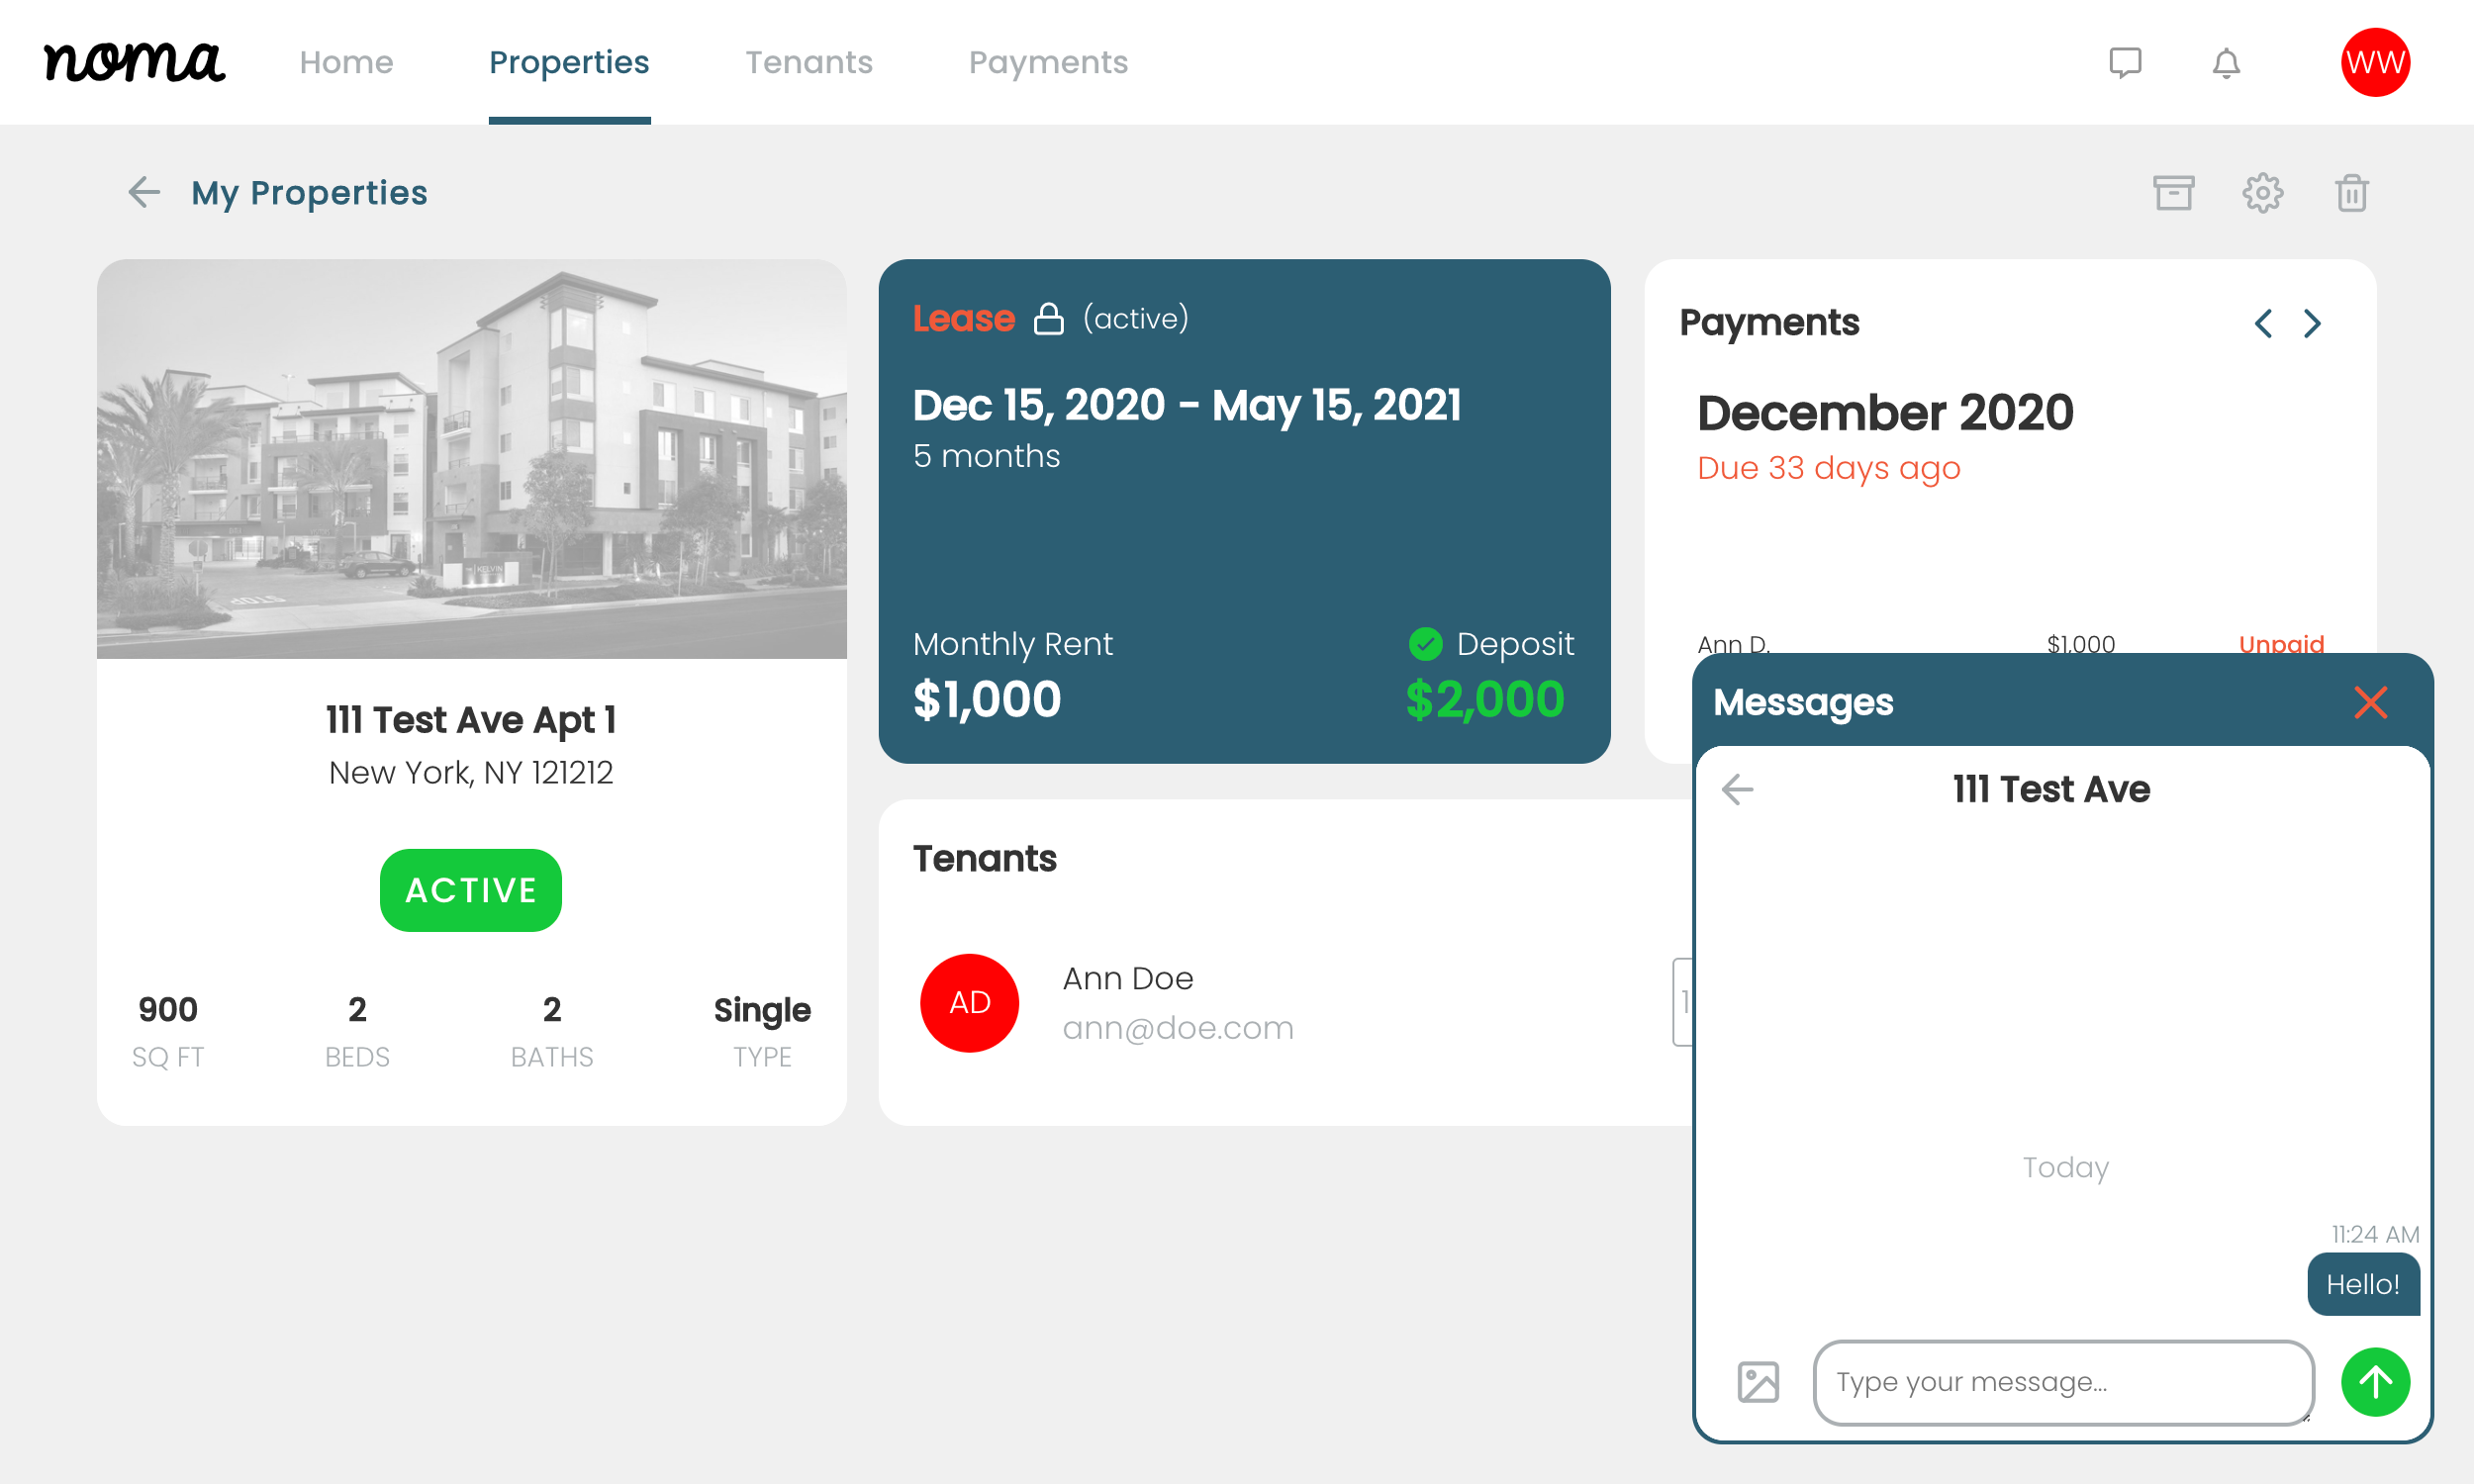 noma
Home
Properties
Tenants
Payments
WW
My Properties
KELVIN
STOP
111 Test Ave Apt 1
New York, NY 121212
ACTIVE
900
SQ FT
2
BEDS
2
BATHS
Single
TYPE
Lease (active)
Dec 15, 2020 - May 15, 2021
5 months
Monthly Rent
$1,000
Deposit
$2,000
Payments
December 2020
Due 33 days ago
Ann D. $1,000 Unpaid
Tenants
AD
Ann Doe
ann@doe.com
1
Messages
111 Test Ave
Today
11:24 AM
Hello!
Type your message...